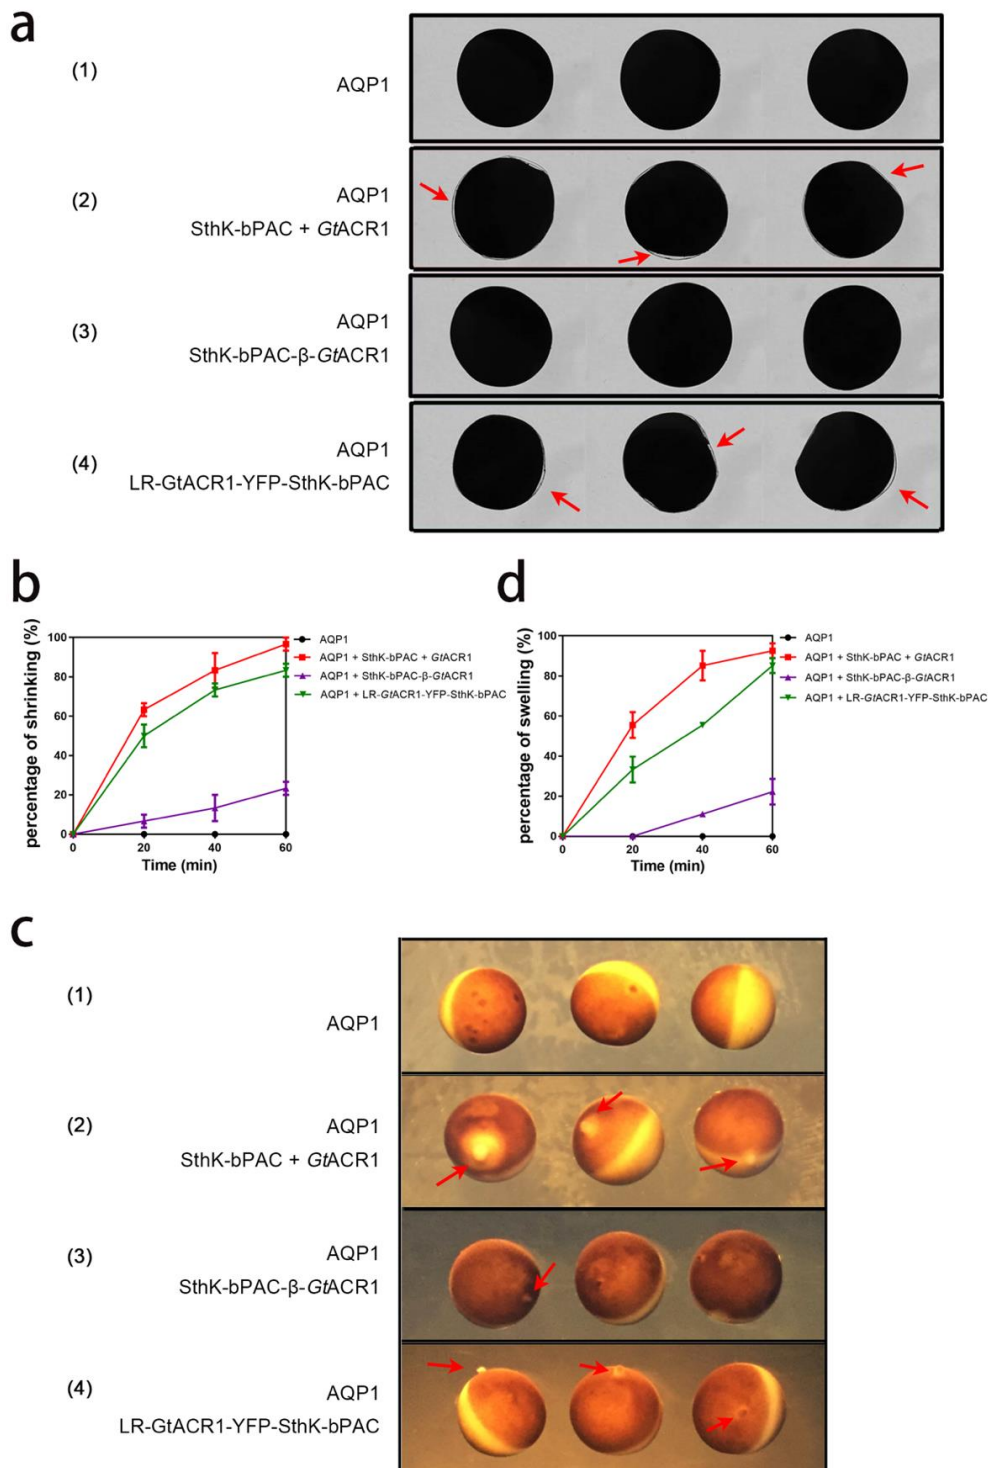 a
(1)
AQP1
(2)
AQP1
SthK-bPAC + GtACR1
(3)
AQP1
SthK-bPAC-β-GtACR1
(4)
AQP1
LR-GtACR1-YFP-SthK-bPAC
b
percentage of shrinking (%)
100
80
60
40
20
0
0
20
40
60
Time (min)
AQP1
AQP1 + SthK-bPAC + GtACR1
AQP1 + SthK-bPAC-β-GtACR1
AQP1 + LR-GtACR1-YFP-SthK-bPAC
d
percentage of swelling (%)
100
80
60
40
20
0
0
20
40
60
Time (min)
AQP1
AQP1 + SthK-bPAC + GtACR1
AQP1 + SthK-bPAC-β-GtACR1
AQP1 + LR-GtACR1-YFP-SthK-bPAC
c
(1)
AQP1
(2)
AQP1
SthK-bPAC + GtACR1
(3)
AQP1
SthK-bPAC-β-GtACR1
(4)
AQP1
LR-GtACR1-YFP-SthK-bPAC